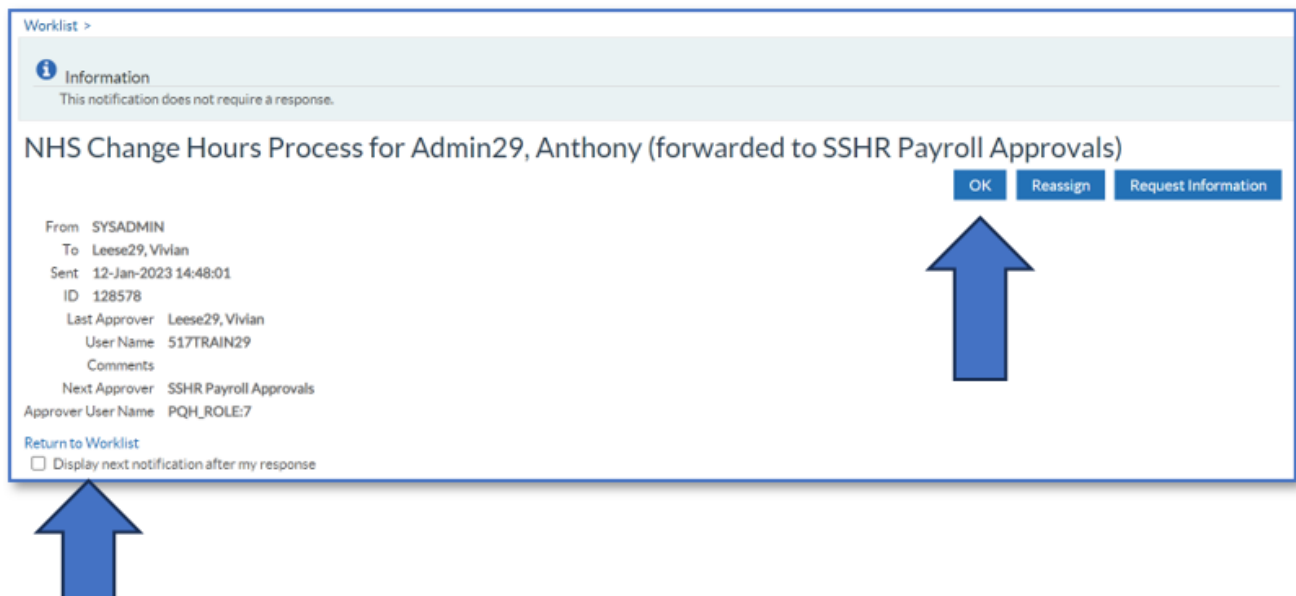 Worklist >
Information
This notification does not require a response.
NHS Change Hours Process for Admin29, Anthony (forwarded to SSHR Payroll Approvals)
OK Reassign Request Information
From SYSADMIN
To Leese29, Vivian
Sent 12-Jan-2023 14:48:01
ID 128578
Last Approver Leese29, Vivian
User Name 517TRAIN29
Comments
Next Approver SSHR Payroll Approvals
Approver User Name PQH_ROLE:7
Return to Worklist
Display next notification after my response